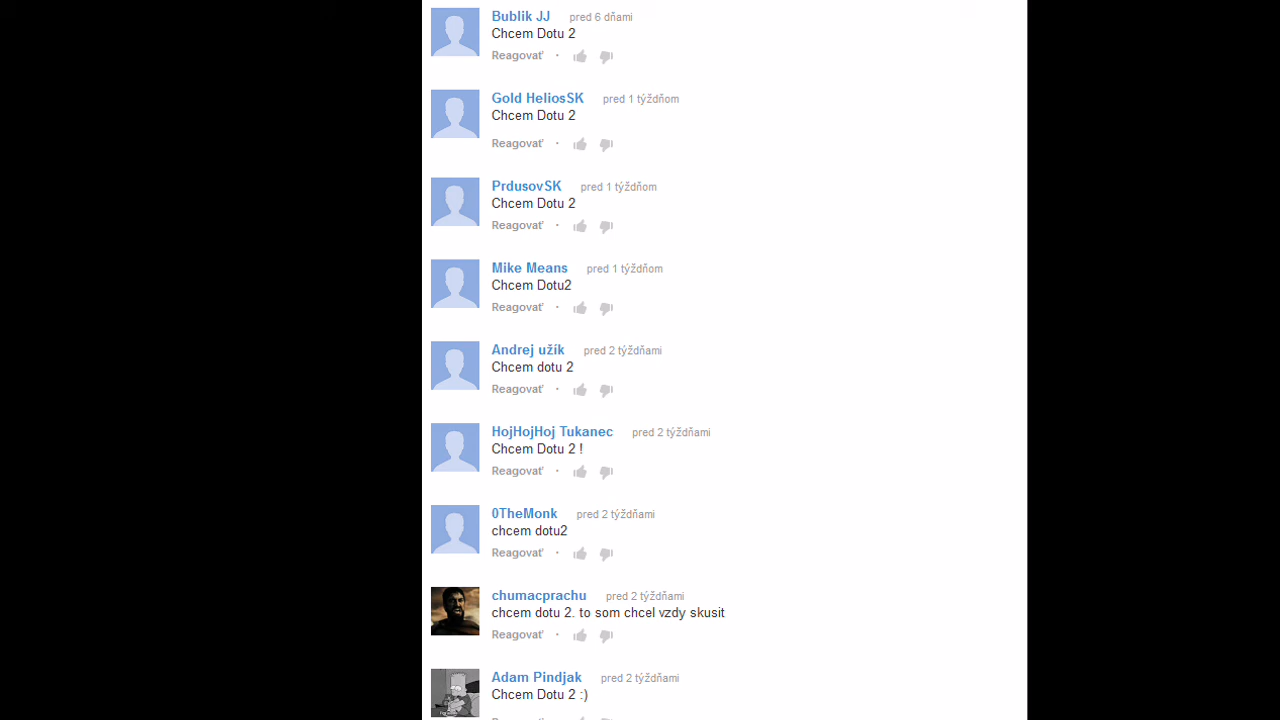 Bublik JJ pred 6 dňami
Chcem Dotu 2
Reagovať ·
Gold HeliosSK pred 1 týždňom
Chcem Dotu 2
Reagovať ·
PrdusovSK pred 1 týždňom
Chcem Dotu 2
Reagovať ·
Mike Means pred 1 týždňom
Chcem Dotu2
Reagovať ·
Andrej užík pred 2 týždňami
Chcem dotu 2
Reagovať ·
HojHojHoj Tukanec pred 2 týždňami
Chcem Dotu 2 !
Reagovať ·
0TheMonk pred 2 týždňami
chcem dotu2
Reagovať ·
chumacprachu pred 2 týždňami
chcem dotu 2. to som chcel vzdy skusit
Reagovať ·
Adam Pindjak pred 2 týždňami
Chcem Dotu 2 :)